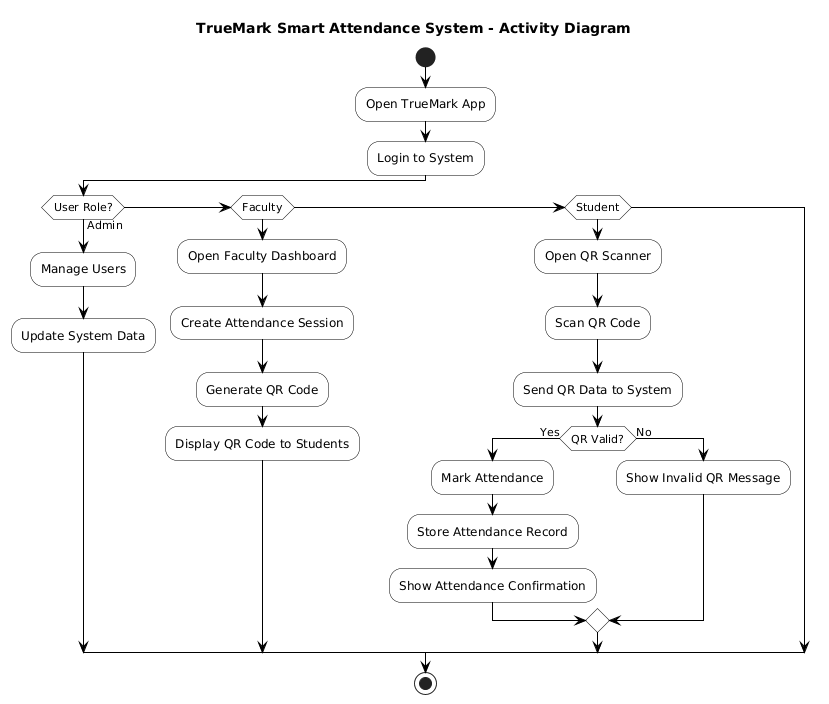 TrueMark Smart Attendance System - Activity Diagram
Open TrueMark App
Login to System
User Role?
Admin
Manage Users
Update System Data
Faculty
Open Faculty Dashboard
Create Attendance Session
Generate QR Code
Display QR Code to Students
Student
Open QR Scanner
Scan QR Code
Send QR Data to System
QR Valid?
Yes
Mark Attendance
Store Attendance Record
Show Attendance Confirmation
No
Show Invalid QR Message